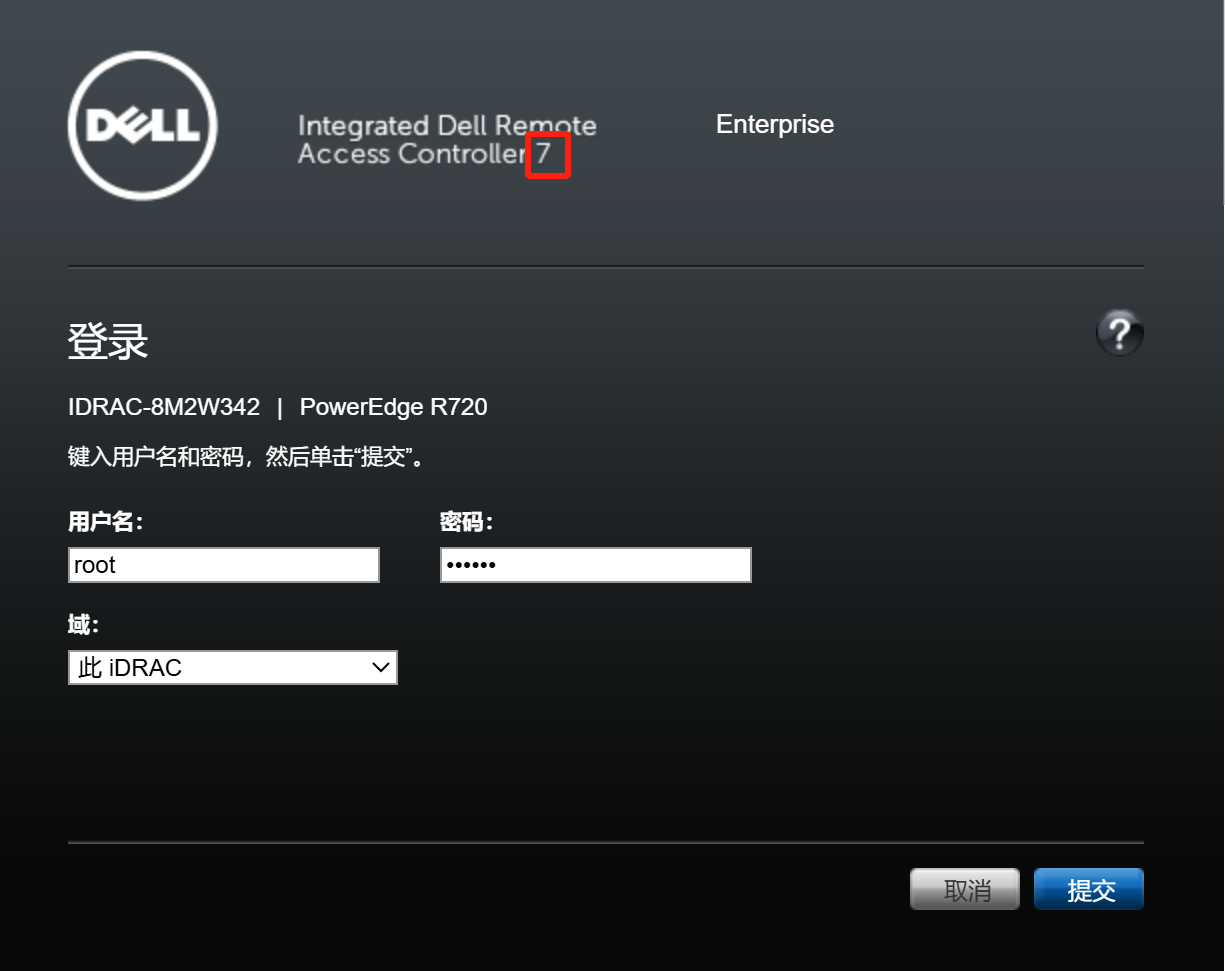 DELL
Integrated Dell Remote
Access Controller 7
Enterprise
登录
?
IDRAC-8M2W342 | PowerEdge R720
键入用户名和密码，然后单击“提交”。
用户名： 密码：
root ••••••
域：
此 iDRAC
取消 提交